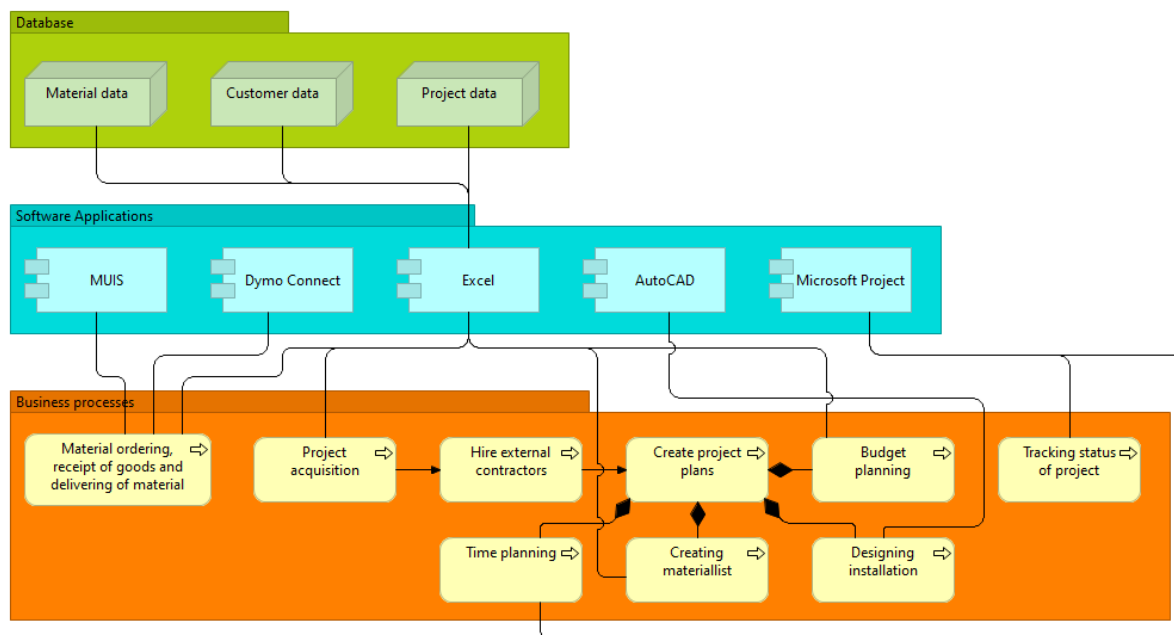 Database
Material data
Customer data
Project data
Software Applications
MUIS
Dymo Connect
Excel
AutoCAD
Microsoft Project
Business processes
Material ordering,
receipt of goods and
delivering of material
Project
acquisition
Hire external
contractors
Create project
plans
Budget
planning
Tracking status
of project
Time planning
Creating
materiallist
Designing
installation